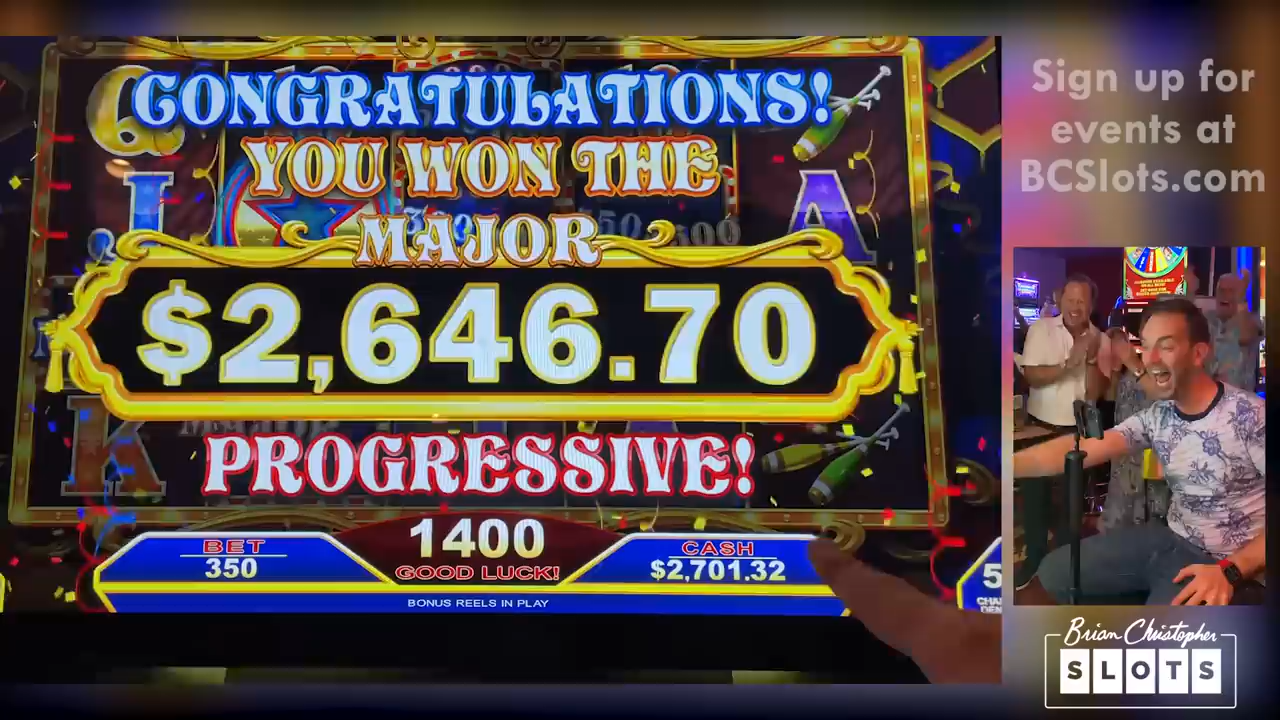 CONGRATULATIONS!
YOU WON THE
MAJOR
$2,646.70
PROGRESSIVE!
Q
J
A
K
BET
350
1400
GOOD LUCK!
CASH
$2,701.32
BONUS REELS IN PLAY
5
Sign up for
events at
BCSlots.com
Brian Christopher
SLOTS